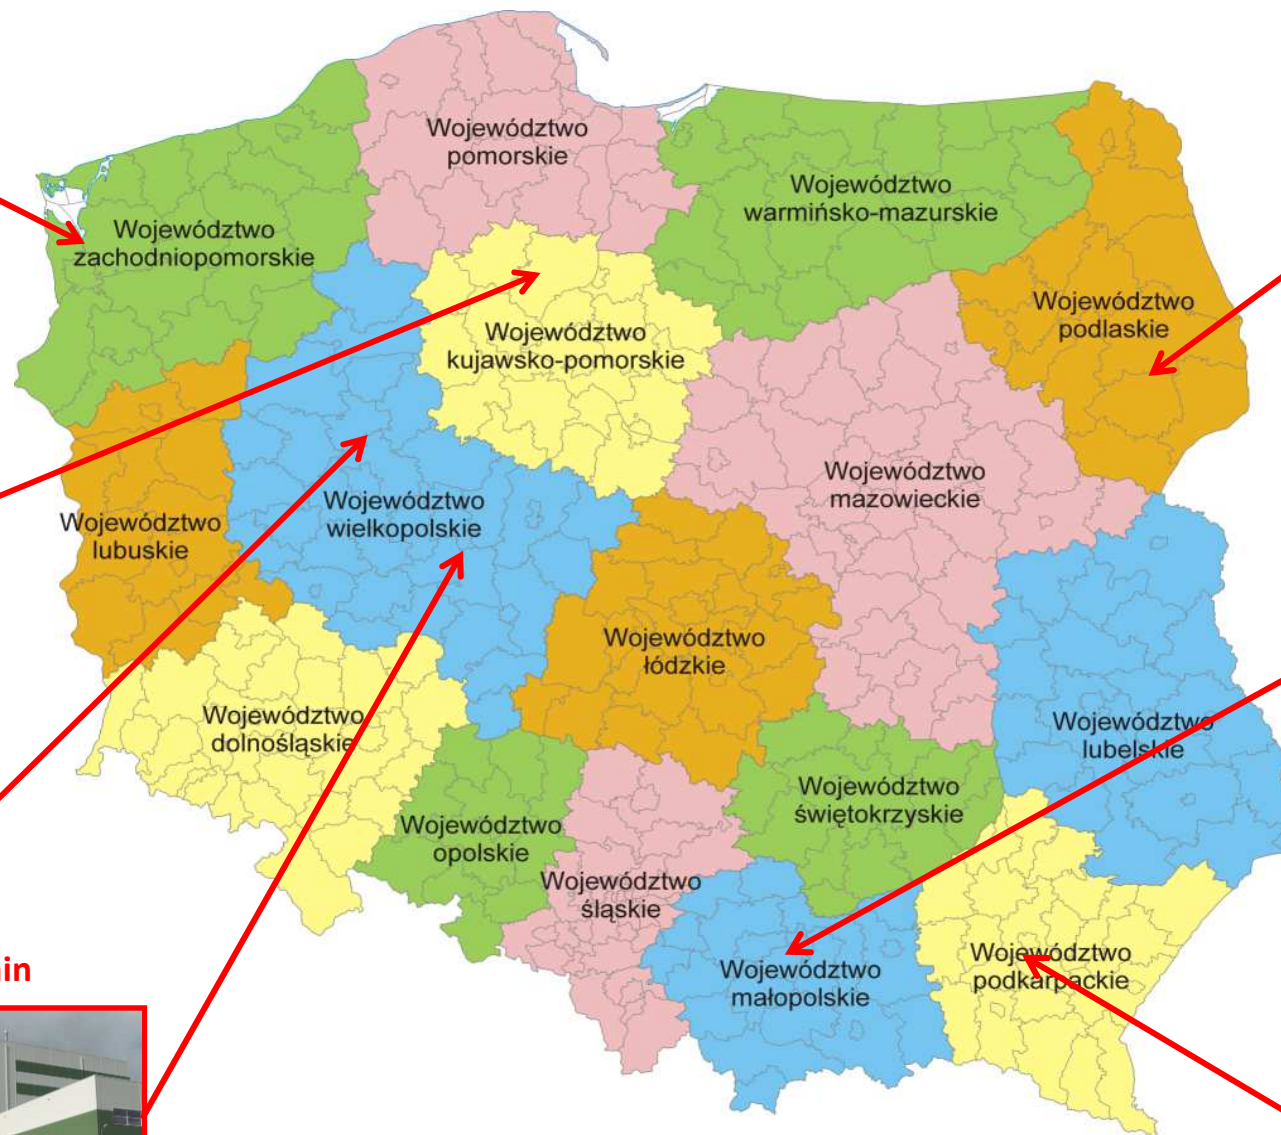 Województwo
pomorskie
Województwo
warmińsko-mazurskie
Województwo
zachodniopomorskie
Województwo
podlaskie
Województwo
kujawsko-pomorskie
Województwo
mazowieckie
Województwo
wielkopolskie
Województwo
lubuskie
Województwo
łódzkie
Województwo
dolnośląskie
Województwo
lubelskie
Województwo
świętokrzyskie
Województwo
opolskie
Województwo
śląskie
Województwo
podkarpackie
Województwo
małopolskie
in